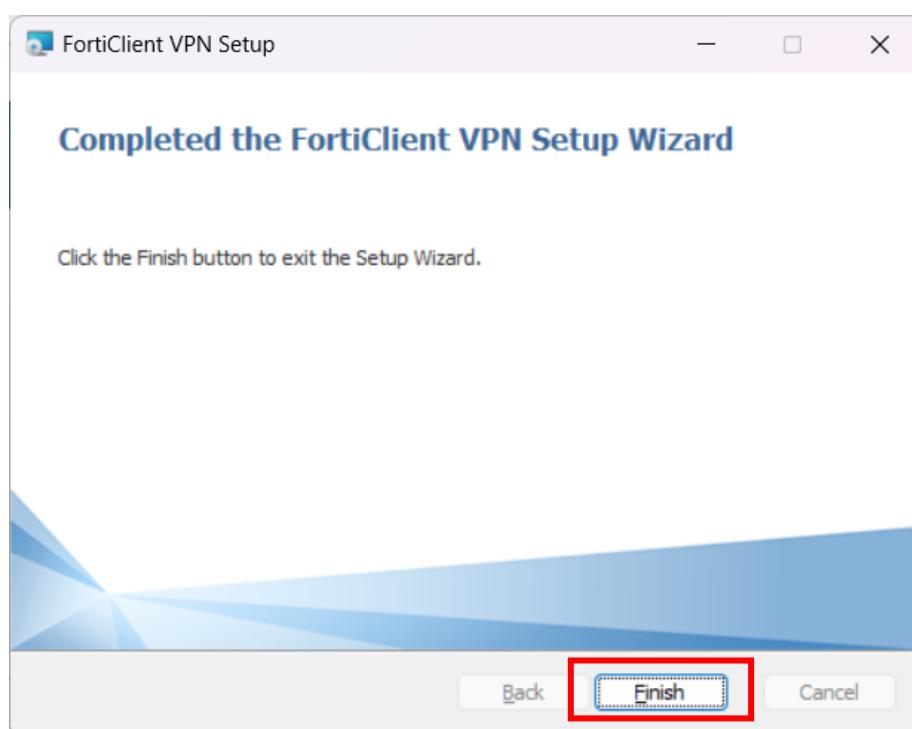 FortiClient VPN Setup
Completed the FortiClient VPN Setup Wizard
Click the Finish button to exit the Setup Wizard.
Back Finish Cancel